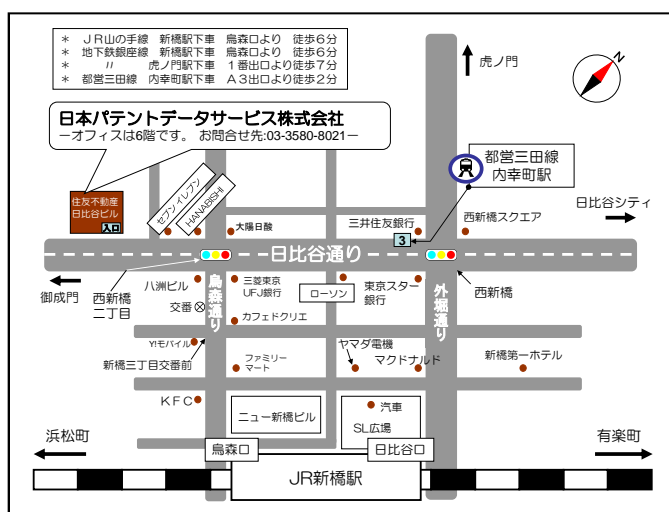 * JR山の手線 新橋駅下車 烏森口より 徒歩6分
* 地下鉄銀座線 新橋駅下車 烏森口より 徒歩6分
* 〃 虎ノ門駅下車 1番出口より徒歩7分
* 都営三田線 内幸町駅下車 A3出口より徒歩2分
虎ノ門
N
日本パテントデータサービス株式会社
−オフィスは6階です。 お問合せ先:03-3580-8021−
都営三田線
内幸町駅
住友不動産
日比谷ビル
入口
セブンイレブン
HANABISHI
大陽日酸
三井住友銀行
3
西新橋スクエア
日比谷シティ
日比谷通り
御成門
西新橋
二丁目
八洲ビル
交番
烏森通り
三菱東京
UFJ銀行
カフェドクリエ
ローソン
東京スター
銀行
外堀通り
西新橋
Y!モバイル
新橋三丁目交番前
ファミリー
マート
ヤマダ電機
マクドナルド
新橋第一ホテル
KFC
ニュー新橋ビル
汽車
SL広場
浜松町
烏森口
日比谷口
有楽町
JR新橋駅